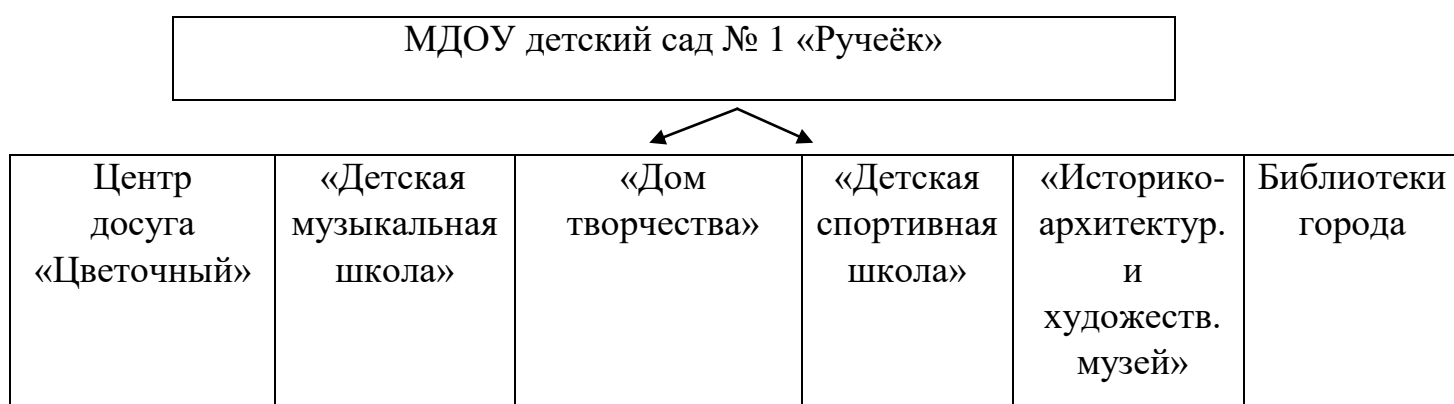 МДОУ детский сад № 1 «Ручеёк»
Центр
досуга
«Цветочный»
«Детская
музыкальная
школа»
«Дом
творчества»
«Детская
спортивная
школа»
«Историко-
архитектур.
и
художеств.
музей»
Библиотеки
города